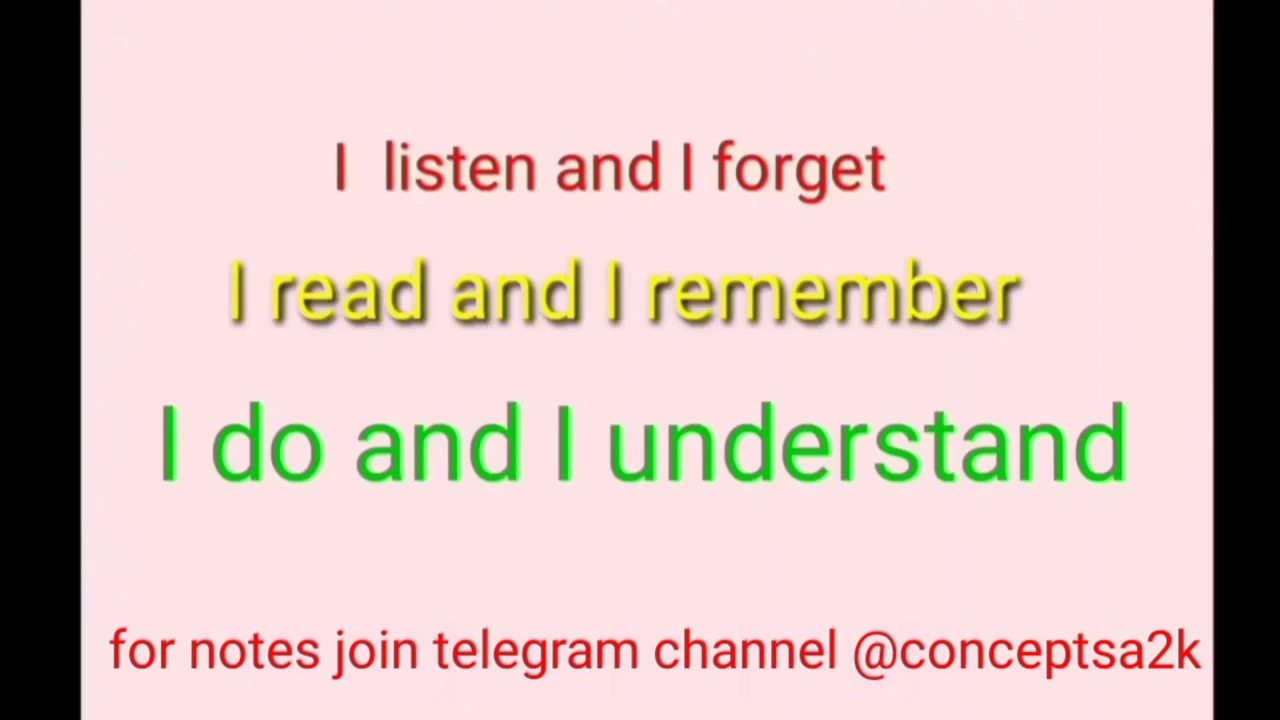 I listen and I forget
I read and I remember
I do and I understand
for notes join telegram channel @conceptsa2k